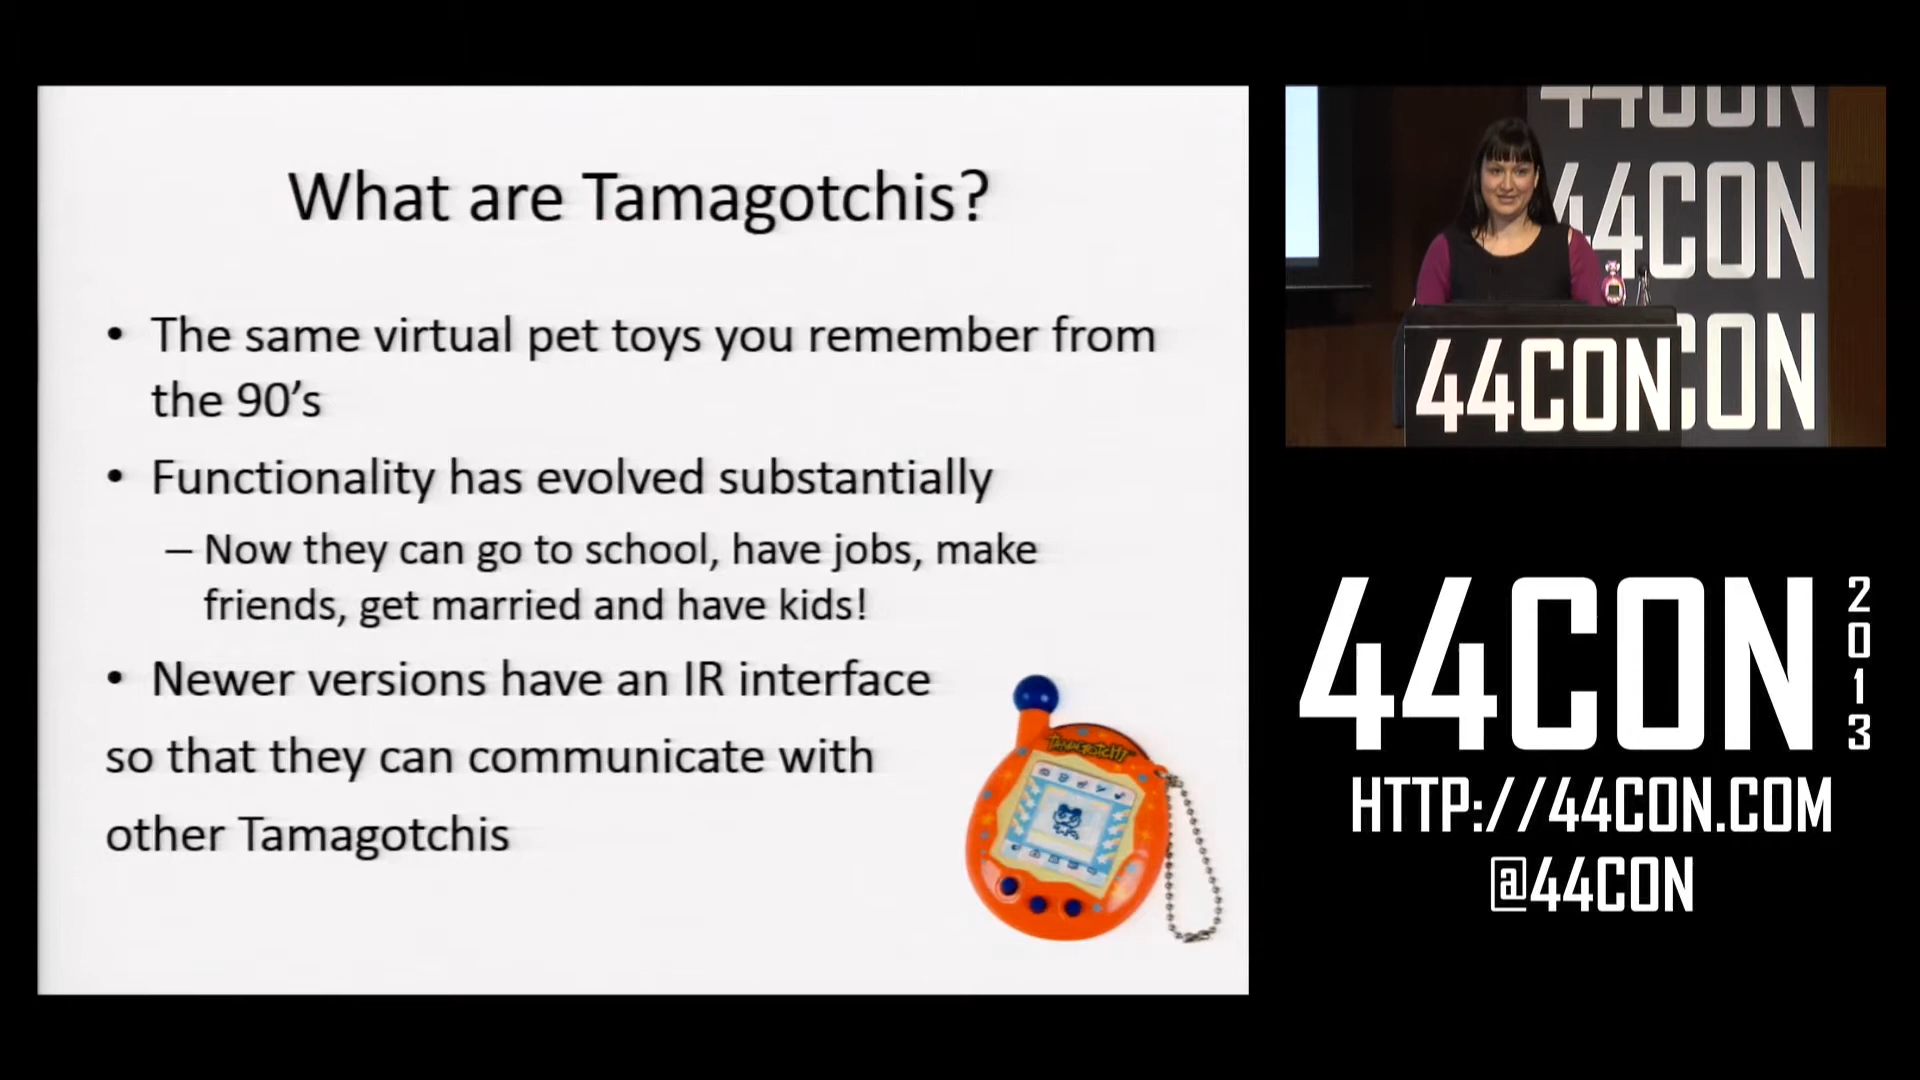 What are Tamagotchis?
• The same virtual pet toys you remember from
the 90’s
• Functionality has evolved substantially
– Now they can go to school, have jobs, make
friends, get married and have kids!
• Newer versions have an IR interface
so that they can communicate with
other Tamagotchis
TAMAGOTCHI
44CON
44CON
44CON
CON
44CON
2013
HTTP://44CON.COM
@44CON